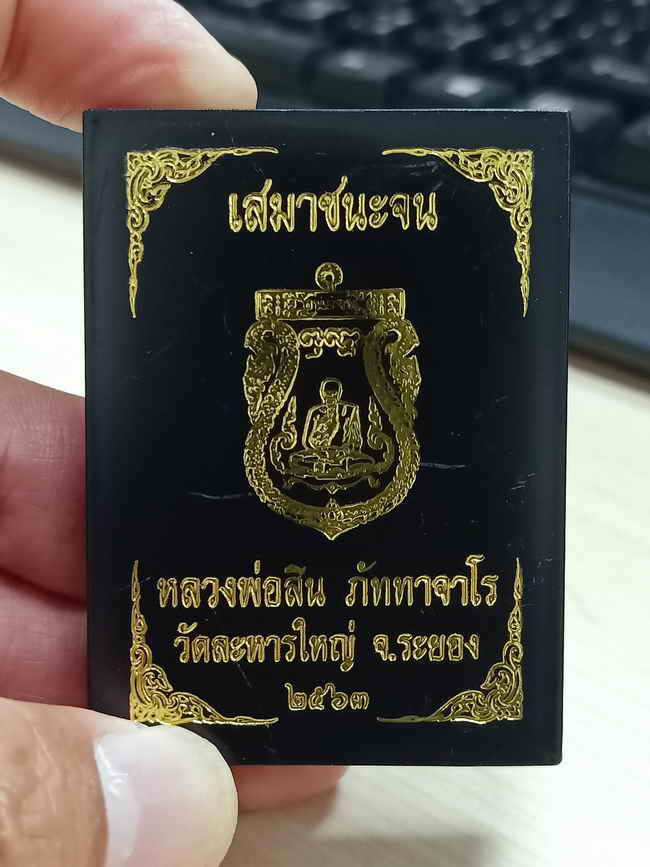 เสมาชนะจน
หลวงพ่อสิน ภัททาจาโร
วัดละหารใหญ่ จ.ระยอง
๒๕๖๓